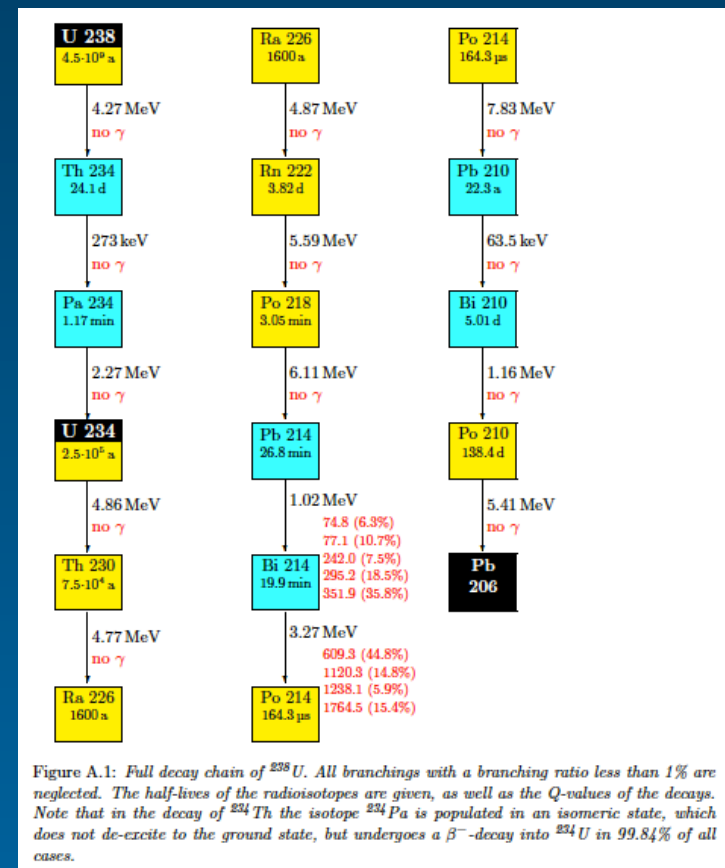 U 238
4.5·10⁹ a
4.27 MeV
no γ
Th 234
24.1 d
273 keV
no γ
Pa 234
1.17 min
2.27 MeV
no γ
U 234
2.5·10⁵ a
4.86 MeV
no γ
Th 230
7.5·10⁴ a
4.77 MeV
no γ
Ra 226
1600 a
Ra 226
1600 a
4.87 MeV
no γ
Rn 222
3.82 d
5.59 MeV
no γ
Po 218
3.05 min
6.11 MeV
no γ
Pb 214
26.8 min
1.02 MeV
74.8 (6.3%)
77.1 (10.7%)
242.0 (7.5%)
295.2 (18.5%)
351.9 (35.8%)
Bi 214
19.9 min
3.27 MeV
609.3 (44.8%)
1120.3 (14.8%)
1238.1 (5.9%)
1764.5 (15.4%)
Po 214
164.3 µs
Po 214
164.3 µs
7.83 MeV
no γ
Pb 210
22.3 a
63.5 keV
no γ
Bi 210
5.01 d
1.16 MeV
no γ
Po 210
138.4 d
5.41 MeV
no γ
Pb
206
Figure A.1: Full decay chain of ²³⁸U. All branchings with a branching ratio less than 1% are
neglected. The half-lives of the radioisotopes are given, as well as the Q-values of the decays.
Note that in the decay of ²³⁴Th the isotope ²³⁴Pa is populated in an isomeric state, which
does not de-excite to the ground state, but undergoes a β⁻-decay into ²³⁴U in 99.84% of all
cases.